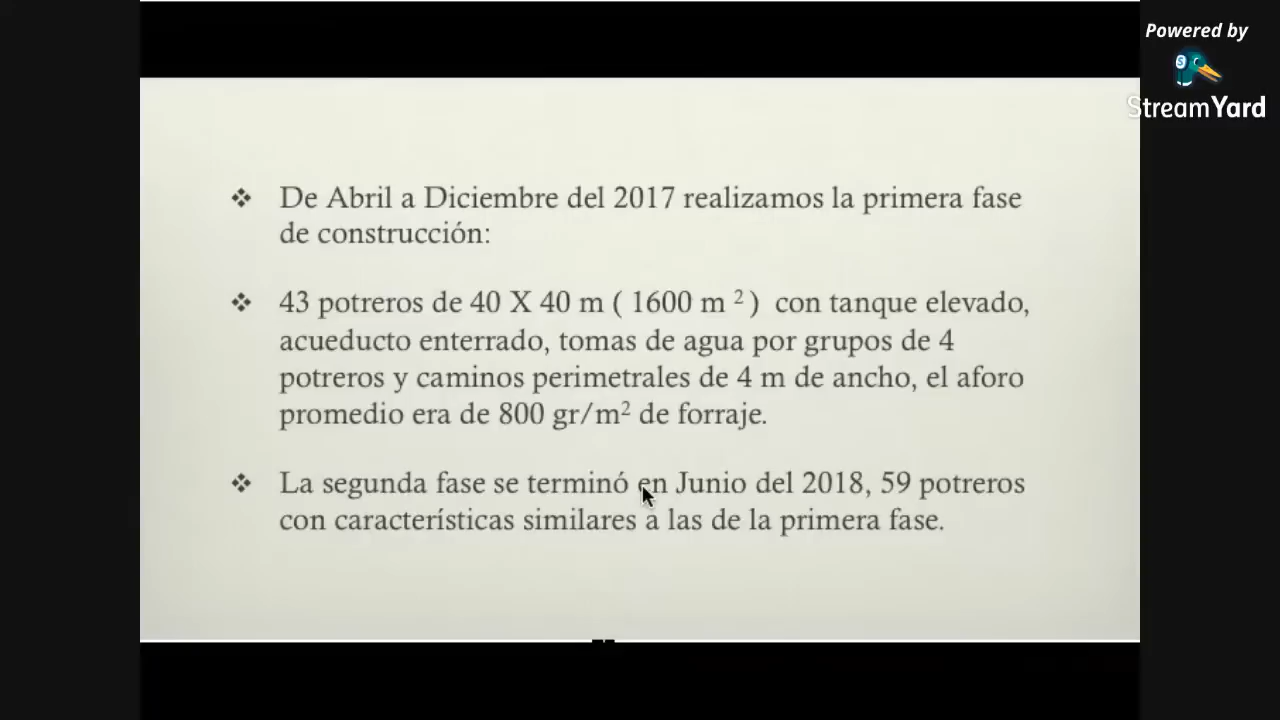 Powered by
StreamYard
❖ De Abril a Diciembre del 2017 realizamos la primera fase
de construcción:
❖ 43 potreros de 40 X 40 m ( 1600 m ² ) con tanque elevado,
acueducto enterrado, tomas de agua por grupos de 4
potreros y caminos perimetrales de 4 m de ancho, el aforo
promedio era de 800 gr/m² de forraje.
❖ La segunda fase se terminó en Junio del 2018, 59 potreros
con características similares a las de la primera fase.